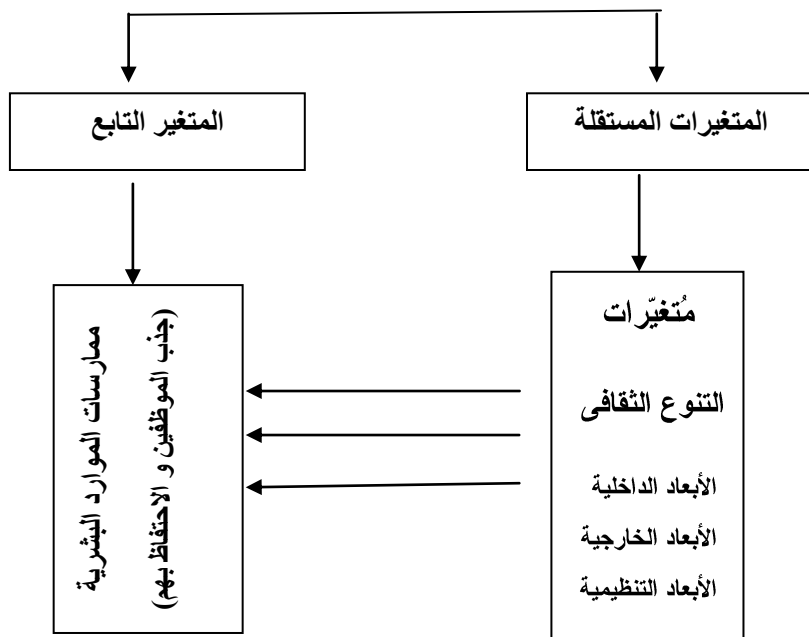 المتغيرات المستقلة
المتغير التابع
مُتغيّرات
التنوع الثقافى
الأبعاد الداخلية
الأبعاد الخارجية
الأبعاد التنظيمية
ممارسات الموارد البشرية
(جذب الموظفين و الاحتفاظ بهم)